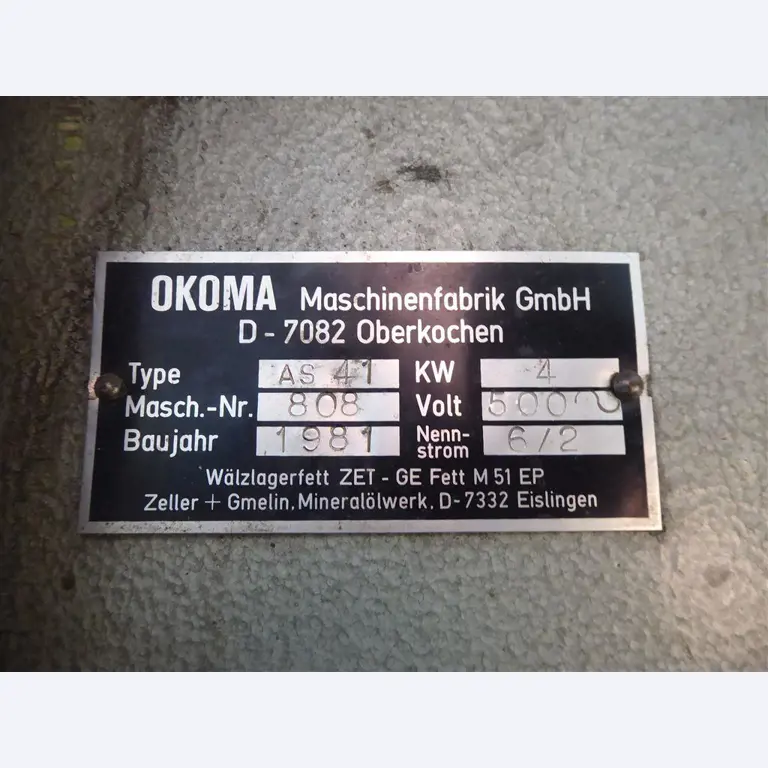 OKOMA Maschinenfabrik GmbH
D - 7082 Oberkochen
Type AS 41 KW 4
Masch.-Nr. 808 Volt 500 ~
Baujahr 1981 Nenn-strom 6/2
Wälzlagerfett ZET - GE Fett M 51 EP
Zeller + Gmelin, Mineralölwerk, D-7332 Eislingen